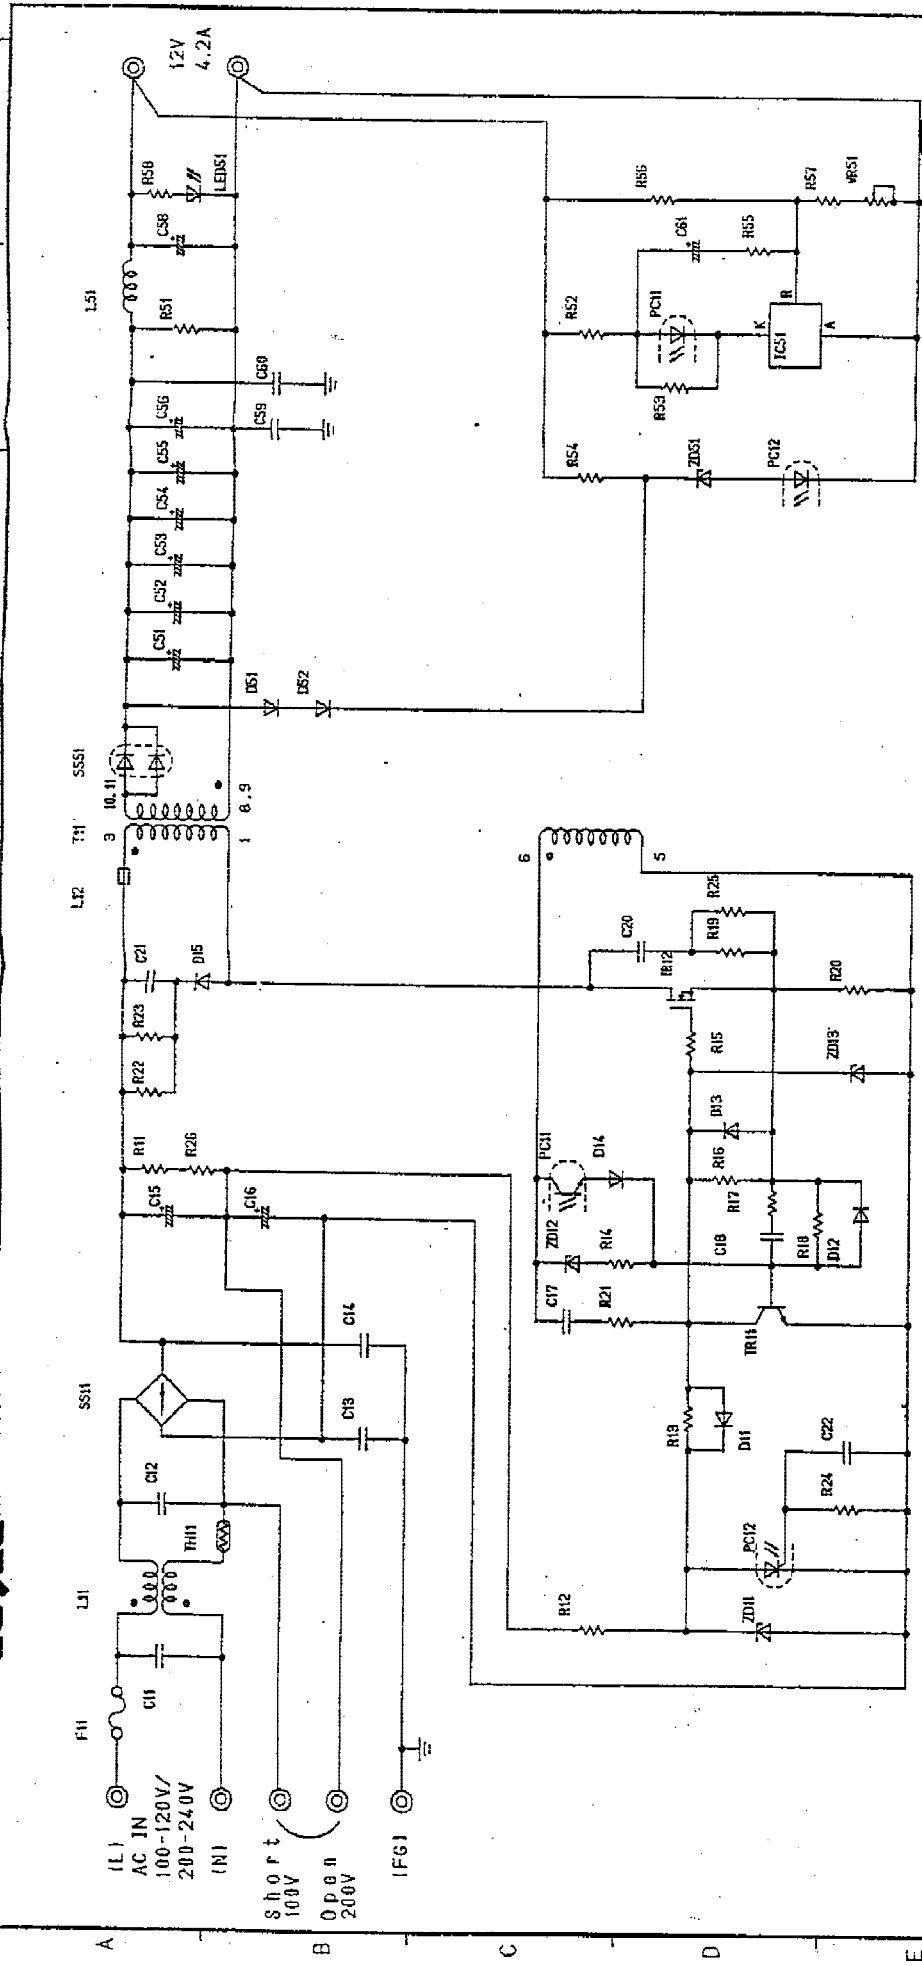 12V
4.2A
R58
LED51
C58
L51
R51
C60
C59
C56
C55
C54
C53
C52
C51
D51
D52
SS51
10.11
8.9
T11
3
1
L12
C21
D15
R23
R22
R11
R26
C15
C16
C14
C13
SS11
C12
TH11
L11
C11
F11
(L)
AC IN
100-120V/
200-240V
(N)
Short
100V
Open
200V
(FG)
R56
R57
VR51
C61
R55
R52
PC11
K
R
IC51
A
R53
R54
ZD51
PC12
6
5
R25
R19
C20
TR12
R20
R15
ZD13
D13
PC11
D14
R16
R17
ZD12
R14
C18
R18
D12
C17
R21
TR11
R13
D11
C22
R24
PC12
R12
ZD11
A
B
C
D
E